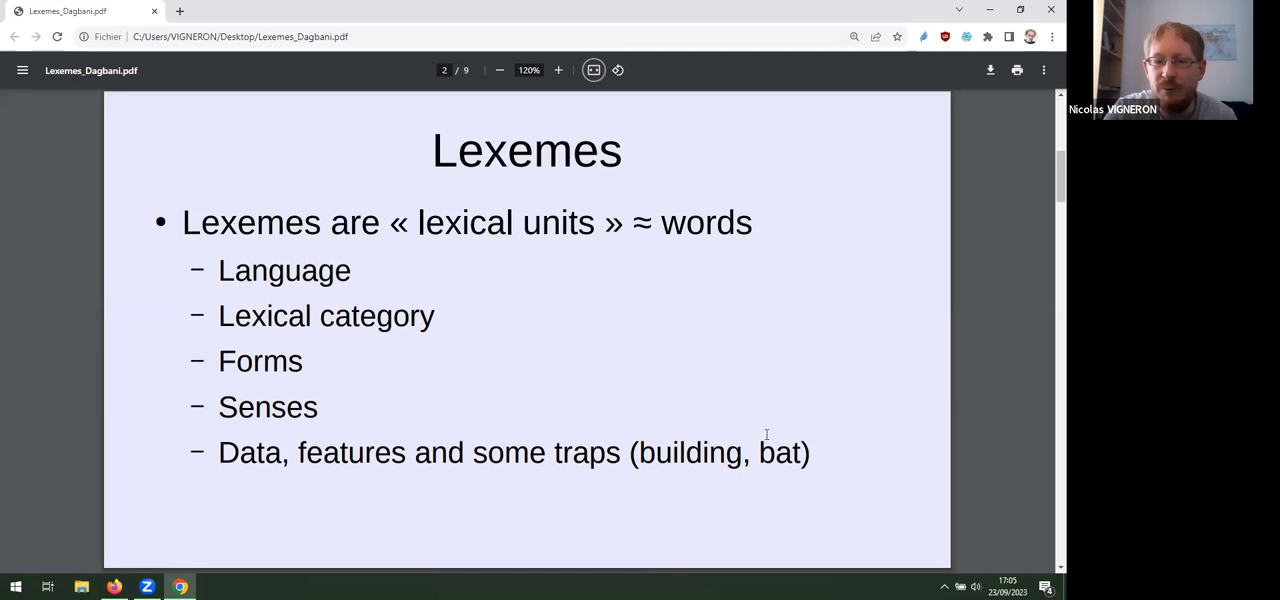 Lexemes_Dagbani.pdf
Fichier
C:/Users/VIGNERON/Desktop/Lexemes_Dagbani.pdf
Lexemes_Dagbani.pdf
2 / 9
120%
Nicolas VIGNERON
Lexemes
• Lexemes are « lexical units » ≈ words
– Language
– Lexical category
– Forms
– Senses
– Data, features and some traps (building, bat)
17:05
23/09/2023
4